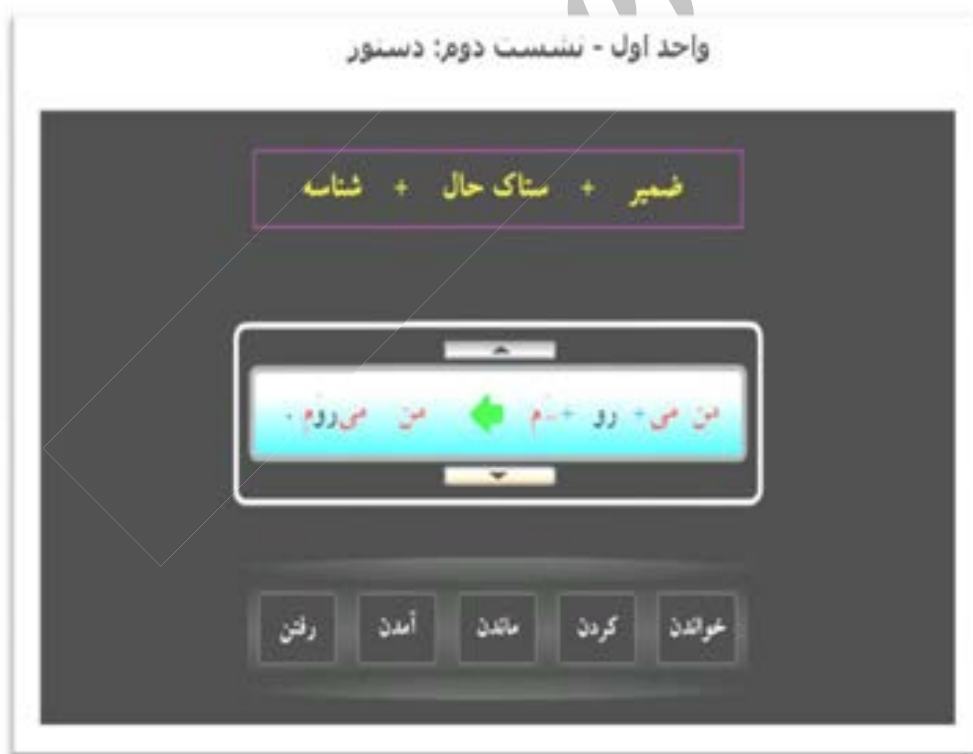 واحد اول - نشست دوم: دستور
ضمیر + ستاک حال + شناسه
من می + رو + ـَم من می‌روَم .
خواندن کردن ماندن آمدن رفتن